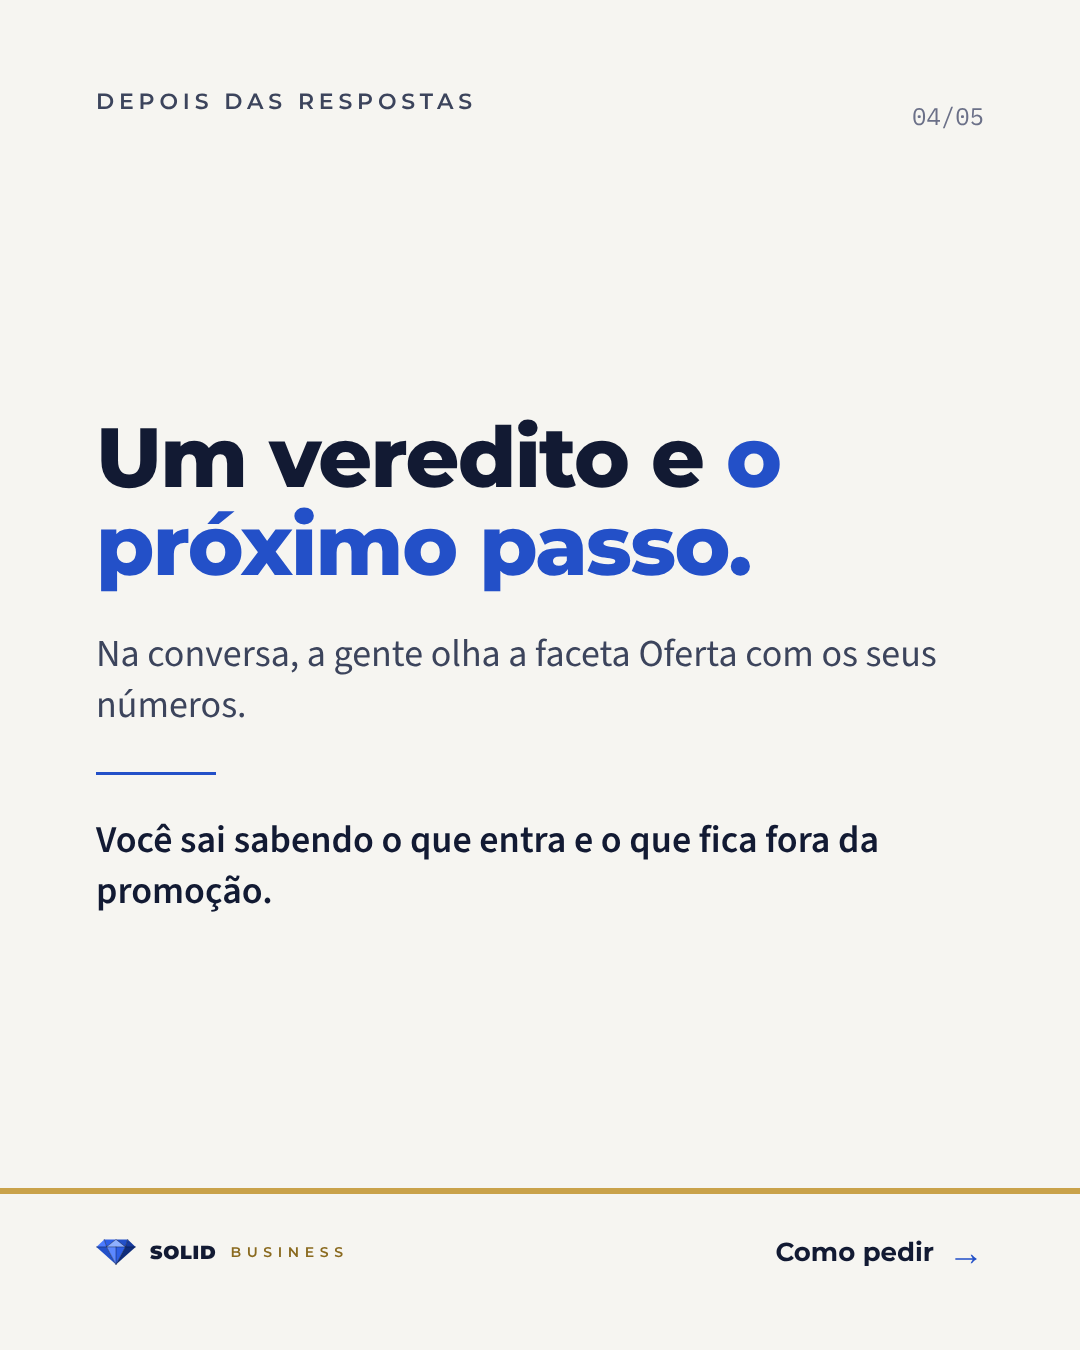 DEPOIS DAS RESPOSTAS
04/05
Um veredito e o
próximo passo.
Na conversa, a gente olha a faceta Oferta com os seus
números.
Você sai sabendo o que entra e o que fica fora da
promoção.
SOLID BUSINESS
Como pedir →